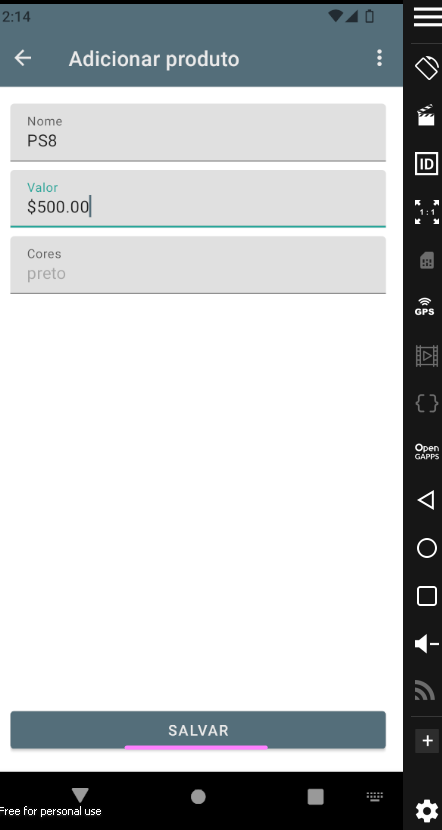 2:14
Adicionar produto
Nome
PS8
Valor
$500.00
Cores
preto
SALVAR
Free for personal use
ID
1:1
GPS
Open
GAPPS